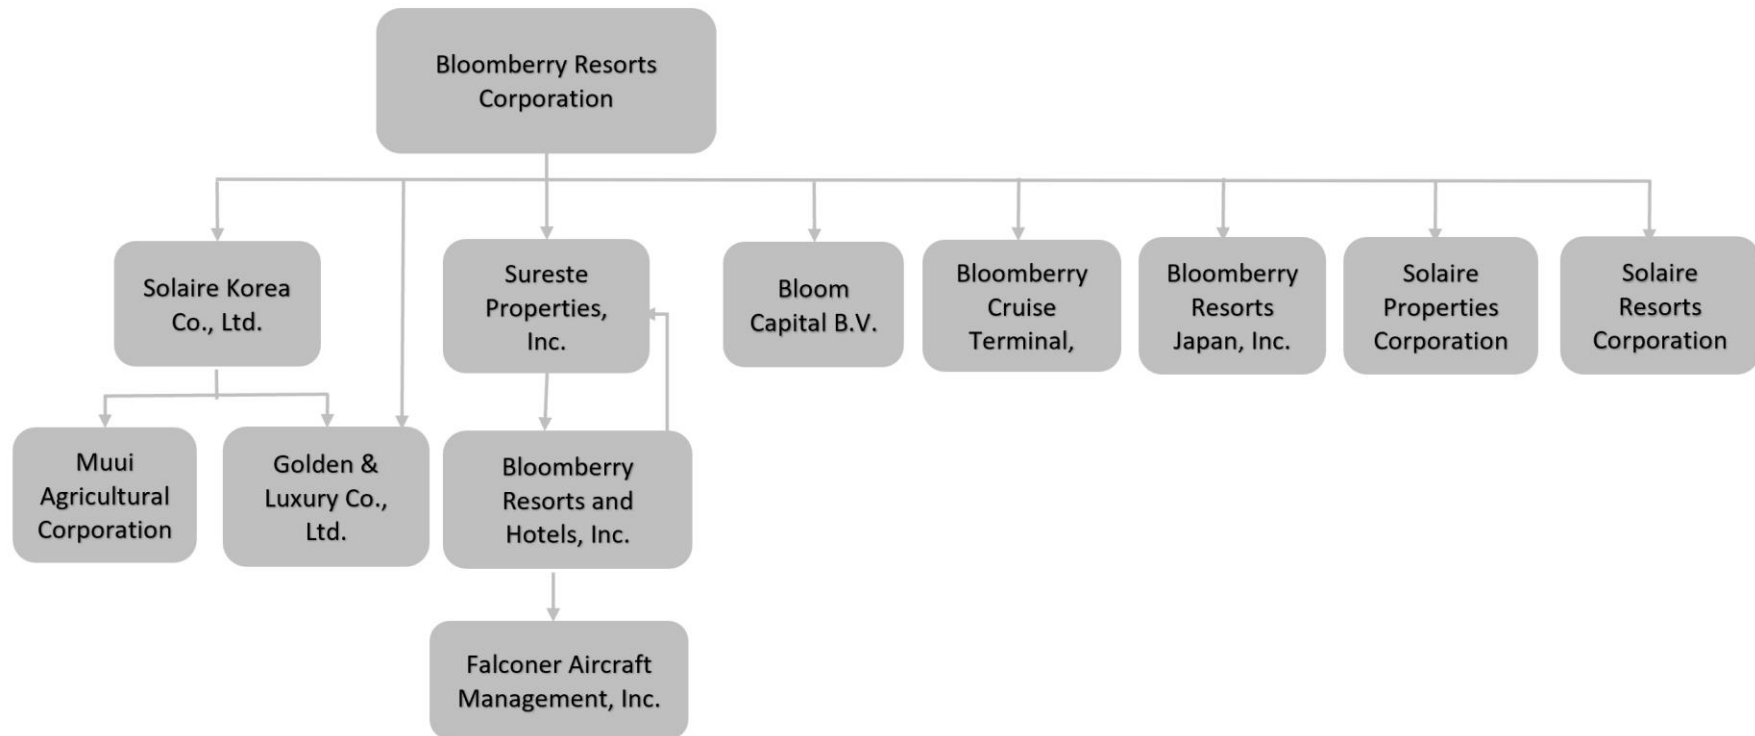 Bloomberry Resorts
Corporation
Solaire Korea
Co., Ltd.
Sureste
Properties,
Inc.
Bloom
Capital B.V.
Bloomberry
Cruise
Terminal,
Bloomberry
Resorts
Japan, Inc.
Solaire
Properties
Corporation
Solaire
Resorts
Corporation
Muui
Agricultural
Corporation
Golden &
Luxury Co.,
Ltd.
Bloomberry
Resorts and
Hotels, Inc.
Falconer Aircraft
Management, Inc.